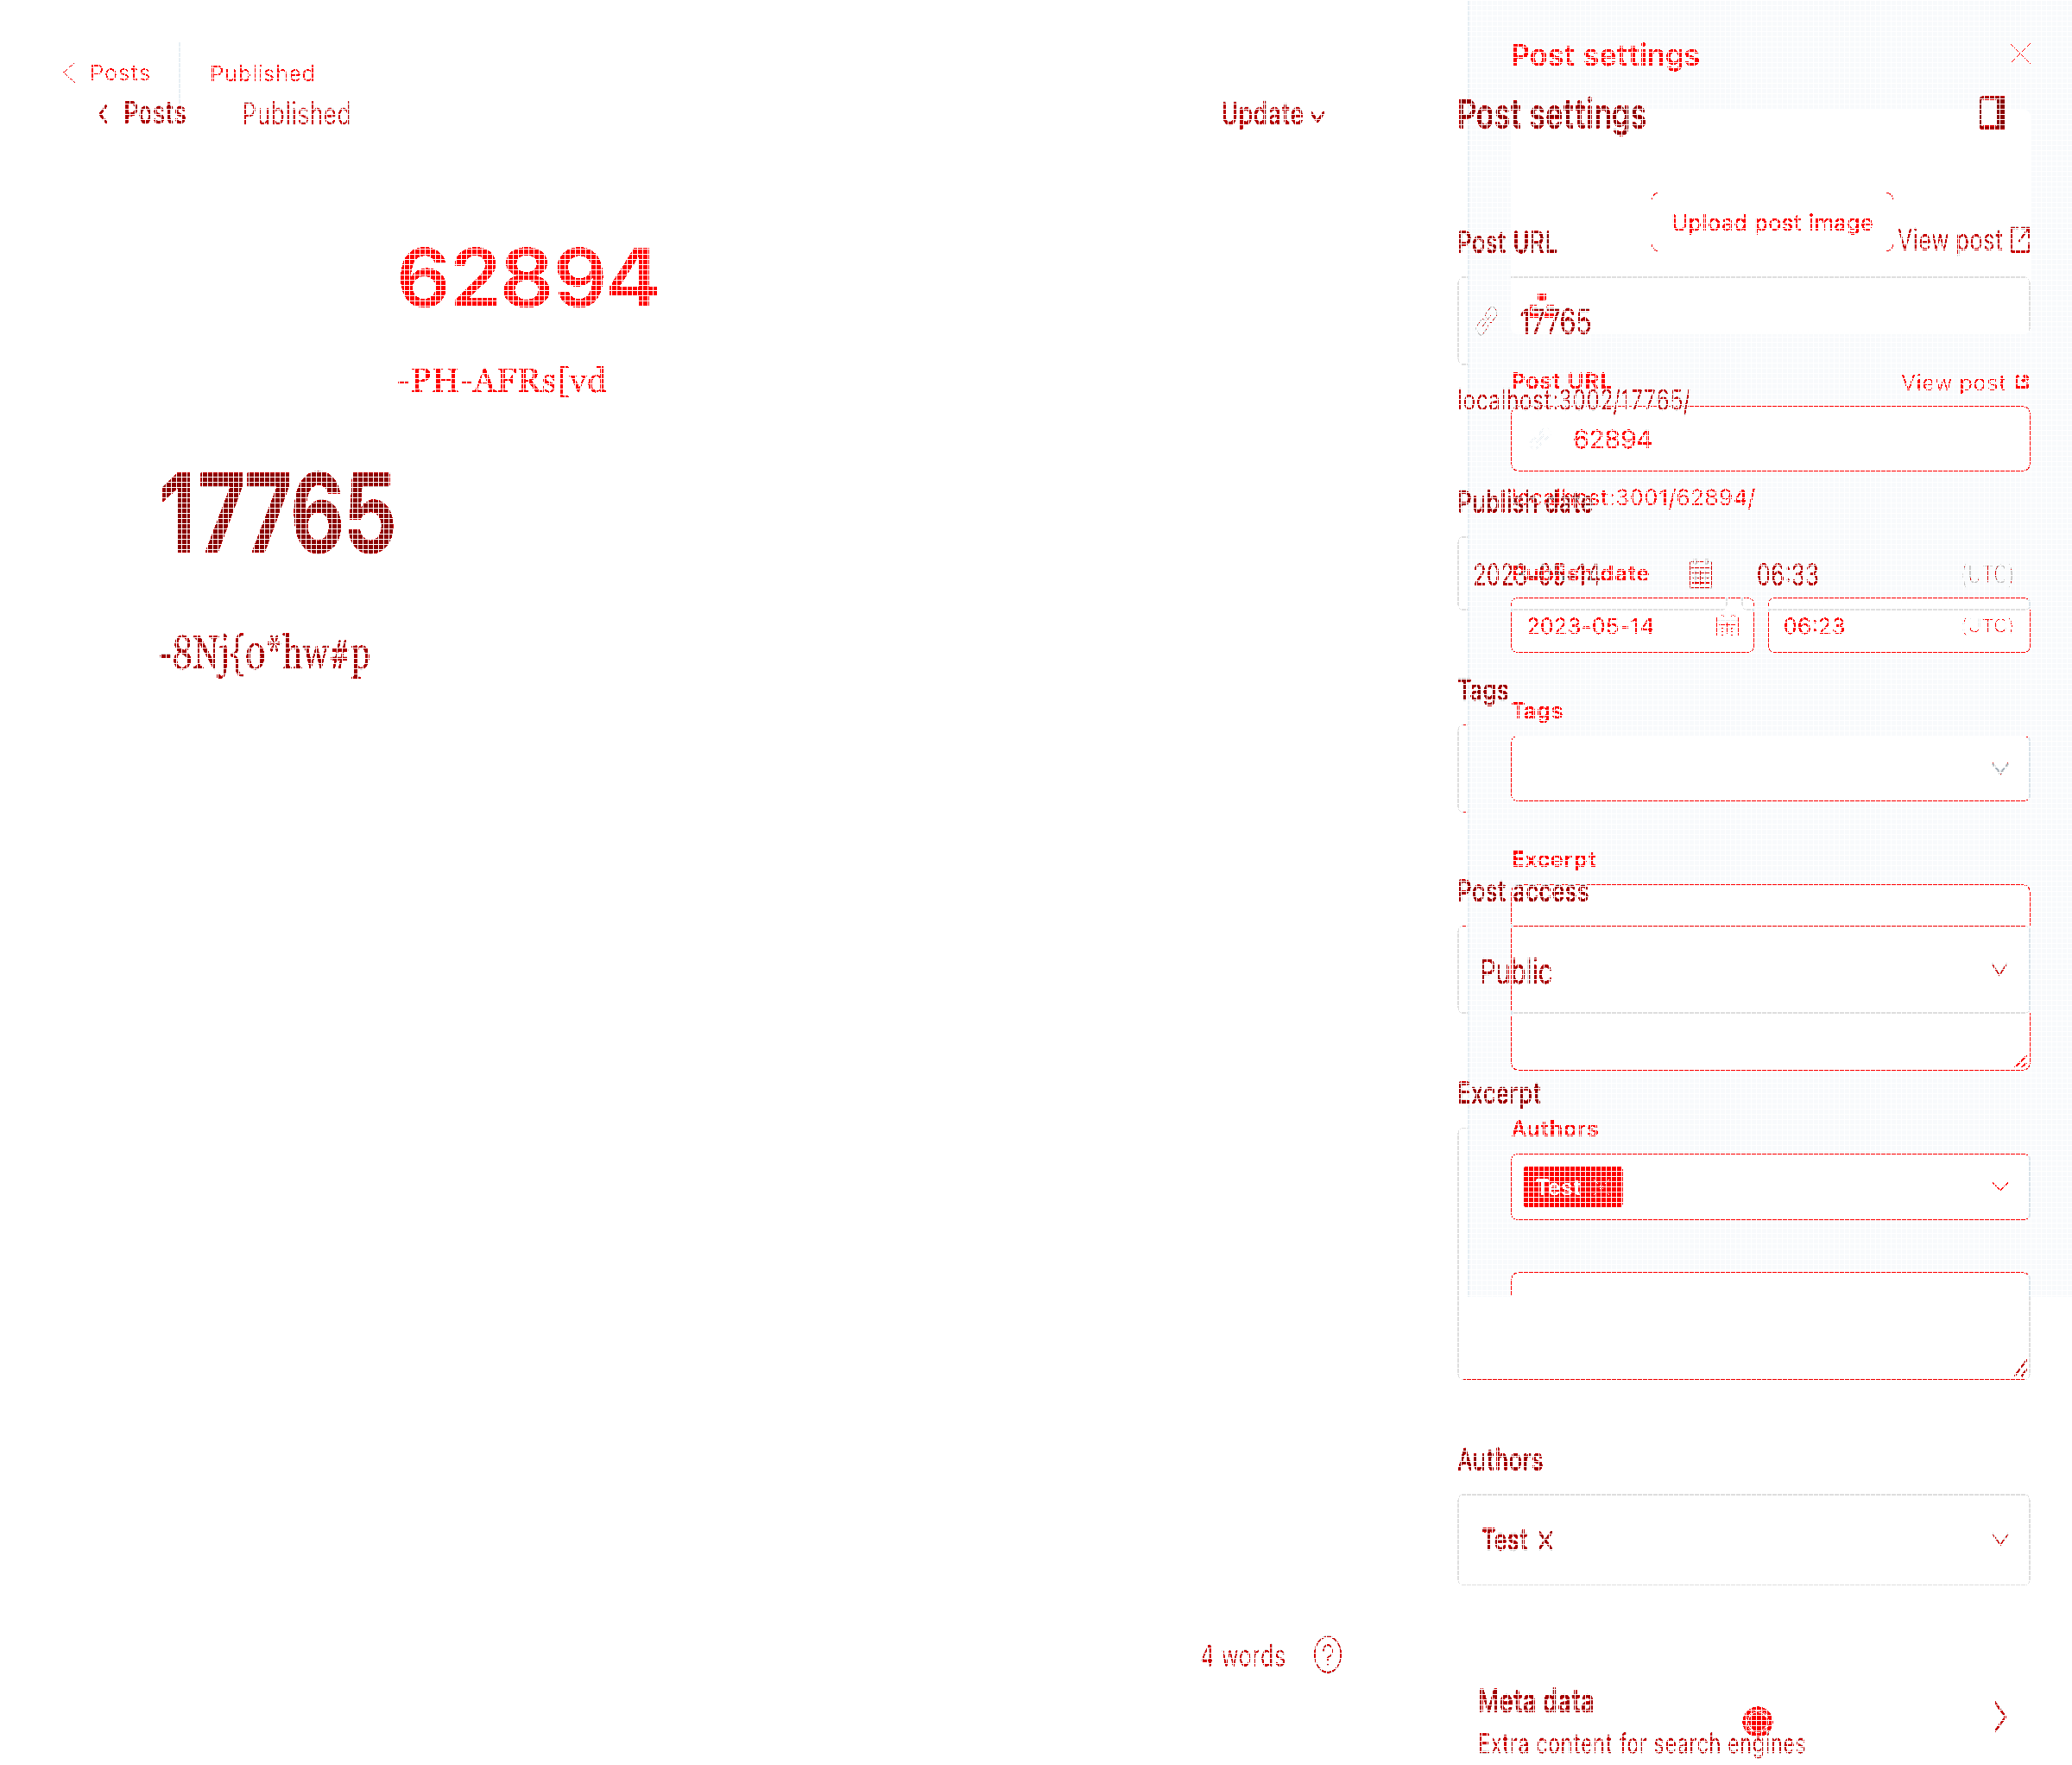 Post settings
Posts
Published
Posts
Published
Update
Post settings
Upload post image
Post URL
View post
62894
17765
-PH-AFRs[vd
Post URL
View post
localhost:3002/17765/
62894
17765
Publish date
localhost:3001/62894/
2023-05-14
06:33
(UTC)
Publish date
2023-05-14
06:23
(UTC)
-8Nj{o*hw#p
Tags
Tags
Excerpt
Post access
Public
Excerpt
Authors
Test
Authors
Test ×
4 words
?
Meta data
Extra content for search engines